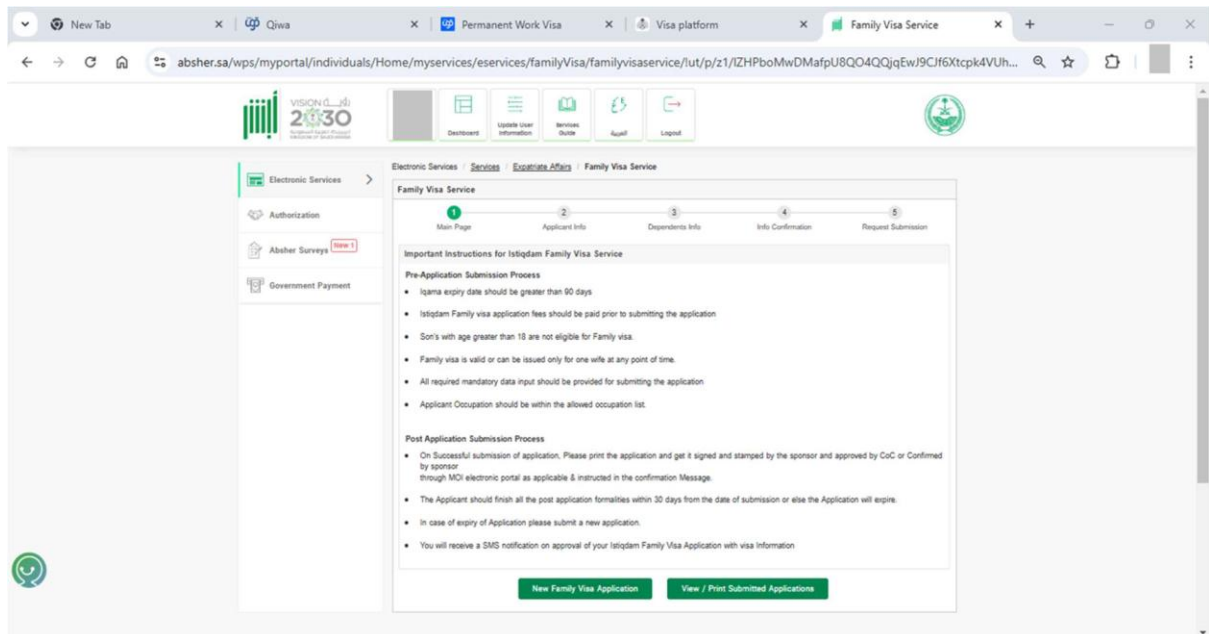 New Tab
Qiwa
Permanent Work Visa
Visa platform
Family Visa Service
absher.sa/wps/myportal/individuals/Home/myservices/eservices/familyVisa/familyvisaservice/!ut/p/z1/
VISION رؤيــــة
2030
KINGDOM OF SAUDI ARABIA
Dashboard
Update User Information
Services Guide
العربية
Logout
Electronic Services / Services / Expatriate Affairs / Family Visa Service
Electronic Services
Authorization
Absher Surveys New 1
Government Payment
Family Visa Service
1 2 3 4 5
Main Page Applicant Info Dependents Info Info Confirmation Request Submission
Important Instructions for Istiqdam Family Visa Service
Pre-Application Submission Process
• Iqama expiry date should be greater than 90 days
• Istiqdam Family visa application fees should be paid prior to submitting the application
• Son's with age greater than 18 are not eligible for Family visa.
• Family visa is valid or can be issued only for one wife at any point of time.
• All required mandatory data input should be provided for submitting the application
• Applicant Occupation should be within the allowed occupation list.
Post Application Submission Process
• On Successful submission of application, Please print the application and get it signed and stamped by the sponsor and approved by CoC or Confirmed
by sponsor
through MOI electronic portal as applicable & instructed in the confirmation Message.
• The Applicant should finish all the post application formalities within 30 days from the date of submission or else the Application will expire.
• In case of expiry of Application please submit a new application.
• You will receive a SMS notification on approval of your Istiqdam Family Visa Application with visa Information
New Family Visa Application
View / Print Submitted Applications